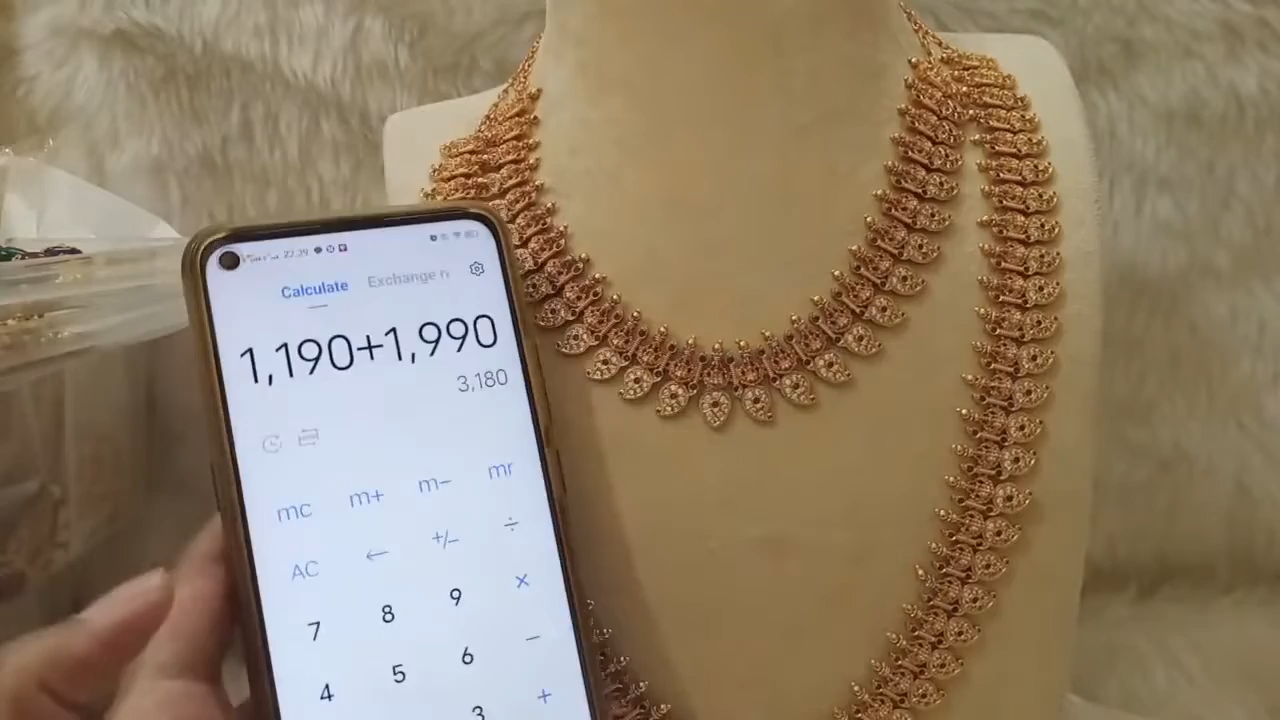 22:39
Calculate Exchange r
1,190+1,990
3,180
mc m+ m− mr
AC ← +/− ÷
7 8 9 ×
4 5 6 −
3 +